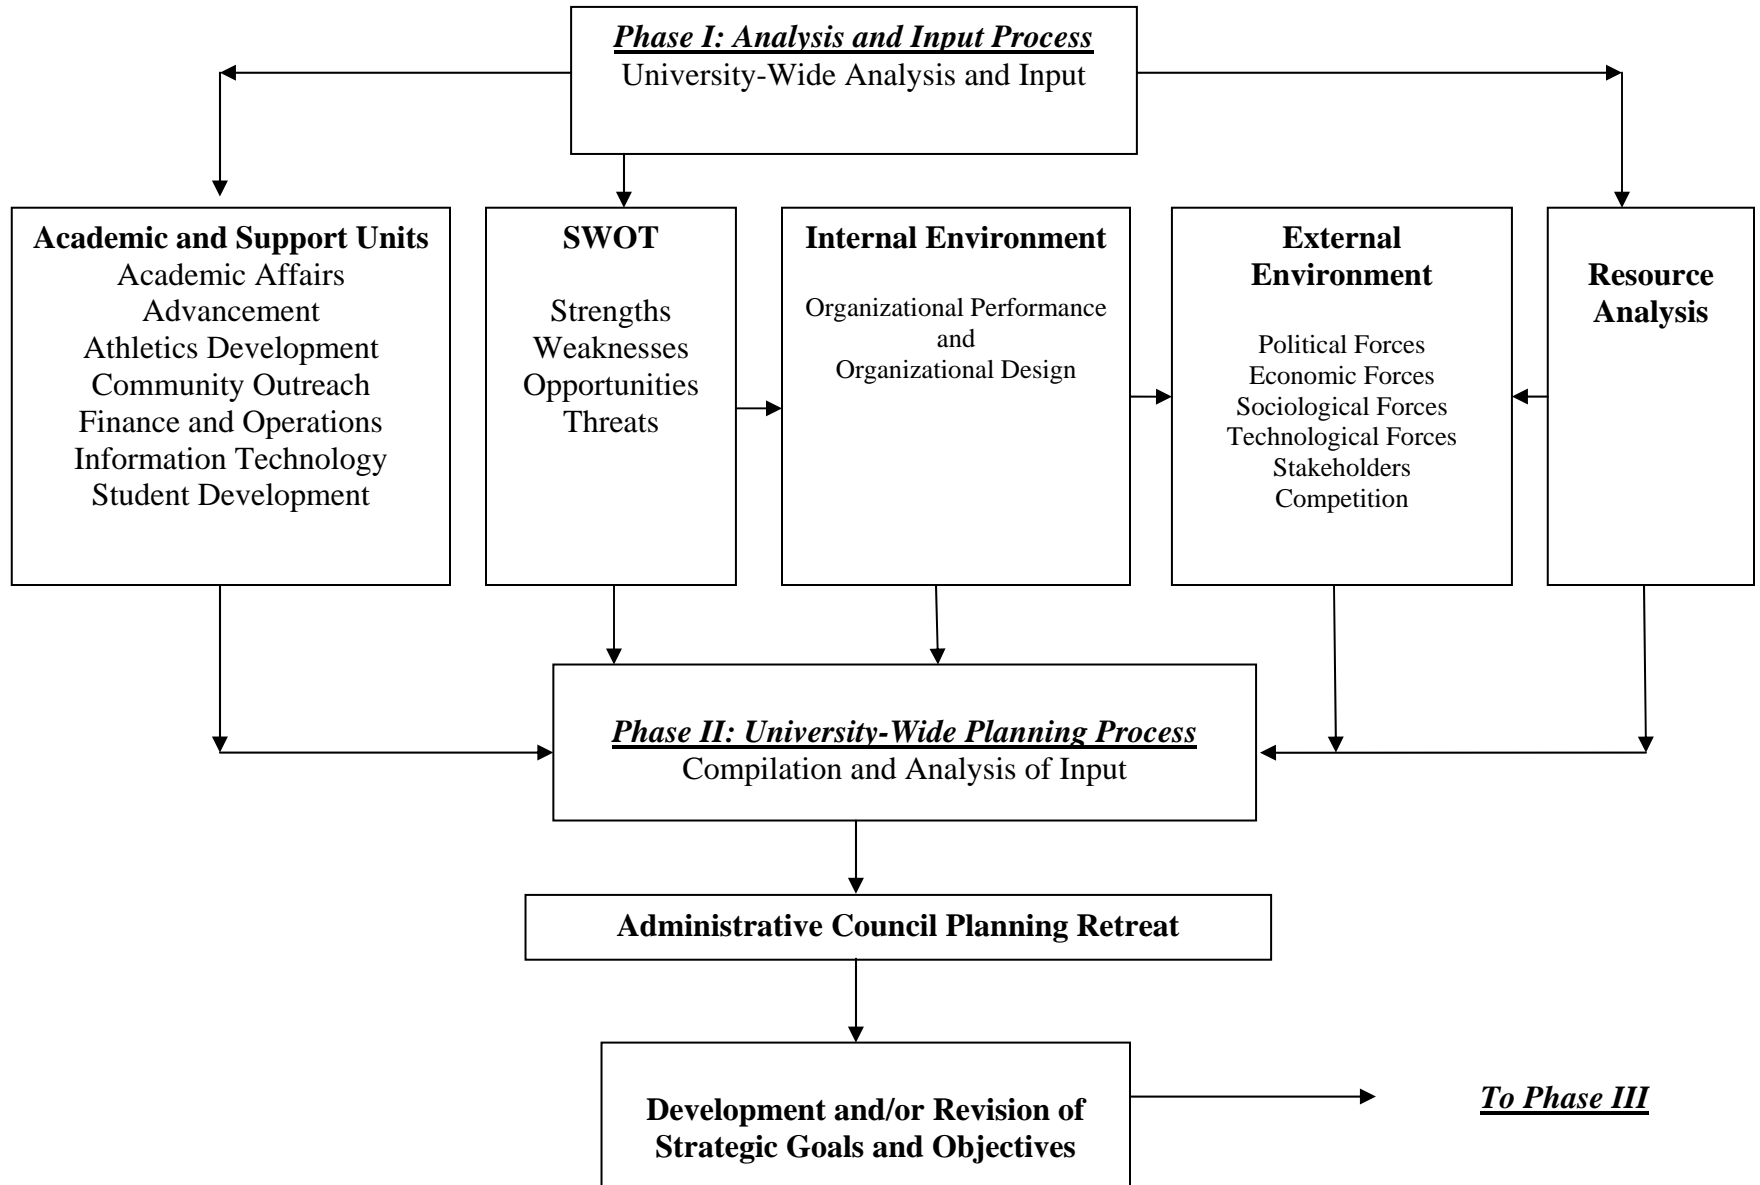 Phase I: Analysis and Input Process
University-Wide Analysis and Input
Academic and Support Units
Academic Affairs
Advancement
Athletics Development
Community Outreach
Finance and Operations
Information Technology
Student Development
SWOT
Strengths
Weaknesses
Opportunities
Threats
Internal Environment
Organizational Performance
and
Organizational Design
External
Environment
Political Forces
Economic Forces
Sociological Forces
Technological Forces
Stakeholders
Competition
Resource
Analysis
Phase II: University-Wide Planning Process
Compilation and Analysis of Input
Administrative Council Planning Retreat
Development and/or Revision of
Strategic Goals and Objectives
To Phase III